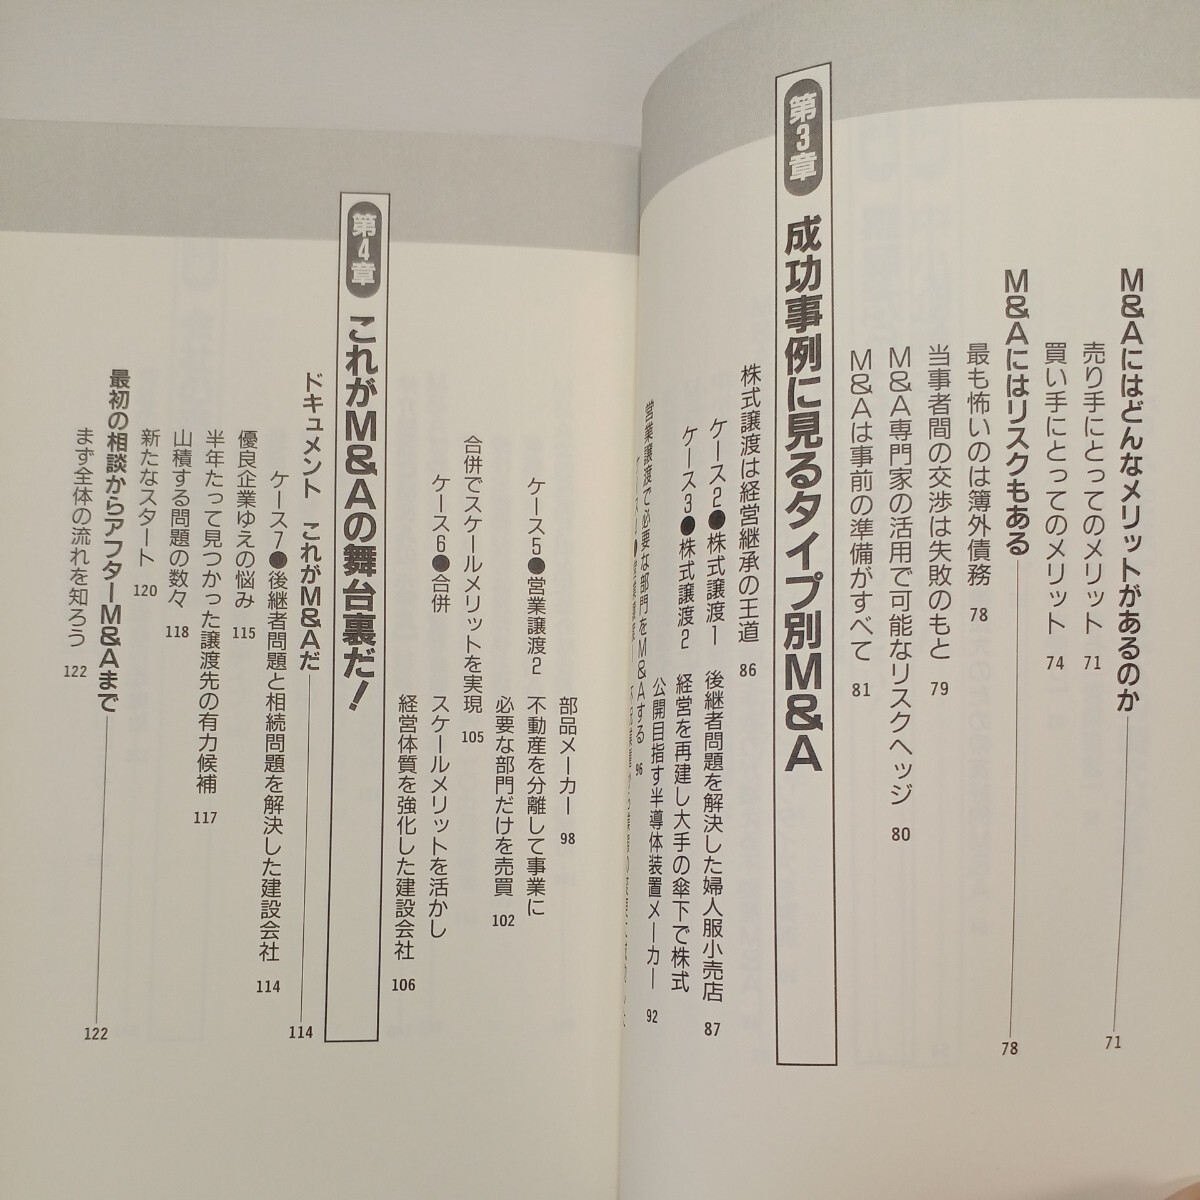 M&Aにはどんなメリットがあるのか 71
売り手にとってのメリット 71
買い手にとってのメリット 74
M&Aにはリスクもある 78
最も怖いのは簿外債務 78
当事者間の交渉は失敗のもと 79
M&A専門家の活用で可能なリスクヘッジ 80
M&Aは事前の準備がすべて 81
第3章 成功事例に見るタイプ別M&A
株式譲渡は経営継承の王道 86
ケース2●株式譲渡1 後継者問題を解決した婦人服小売店 87
ケース3●株式譲渡2 経営を再建し大手の傘下で株式
公開目指す半導体装置メーカー 92
営業譲渡で必要な部門をM&Aする 96
部品メーカー 98
ケース5●営業譲渡2 不動産を分離して事業に
必要な部門だけを売買 102
合併でスケールメリットを実現 105
ケース6●合併 スケールメリットを活かし
経営体質を強化した建設会社 106
第4章 これがM&Aの舞台裏だ!
ドキュメント これがM&Aだ 114
ケース7●後継者問題と相続問題を解決した建設会社 114
優良企業ゆえの悩み 115
半年たって見つかった譲渡先の有力候補 117
山積する問題の数々 118
新たなスタート 120
最初の相談からアフターM&Aまで 122
まず全体の流れを知ろう 122